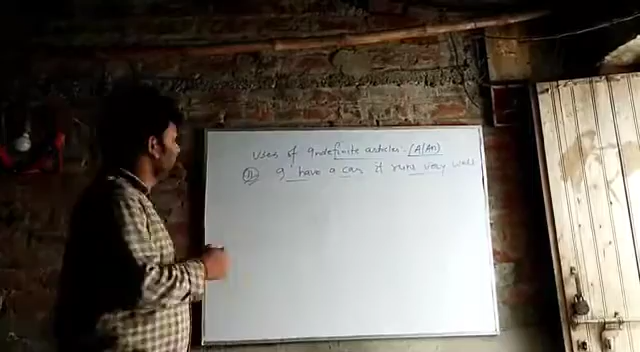 Uses of Indefinite articles:- (A/An)
(1) I have a car, it runs very well